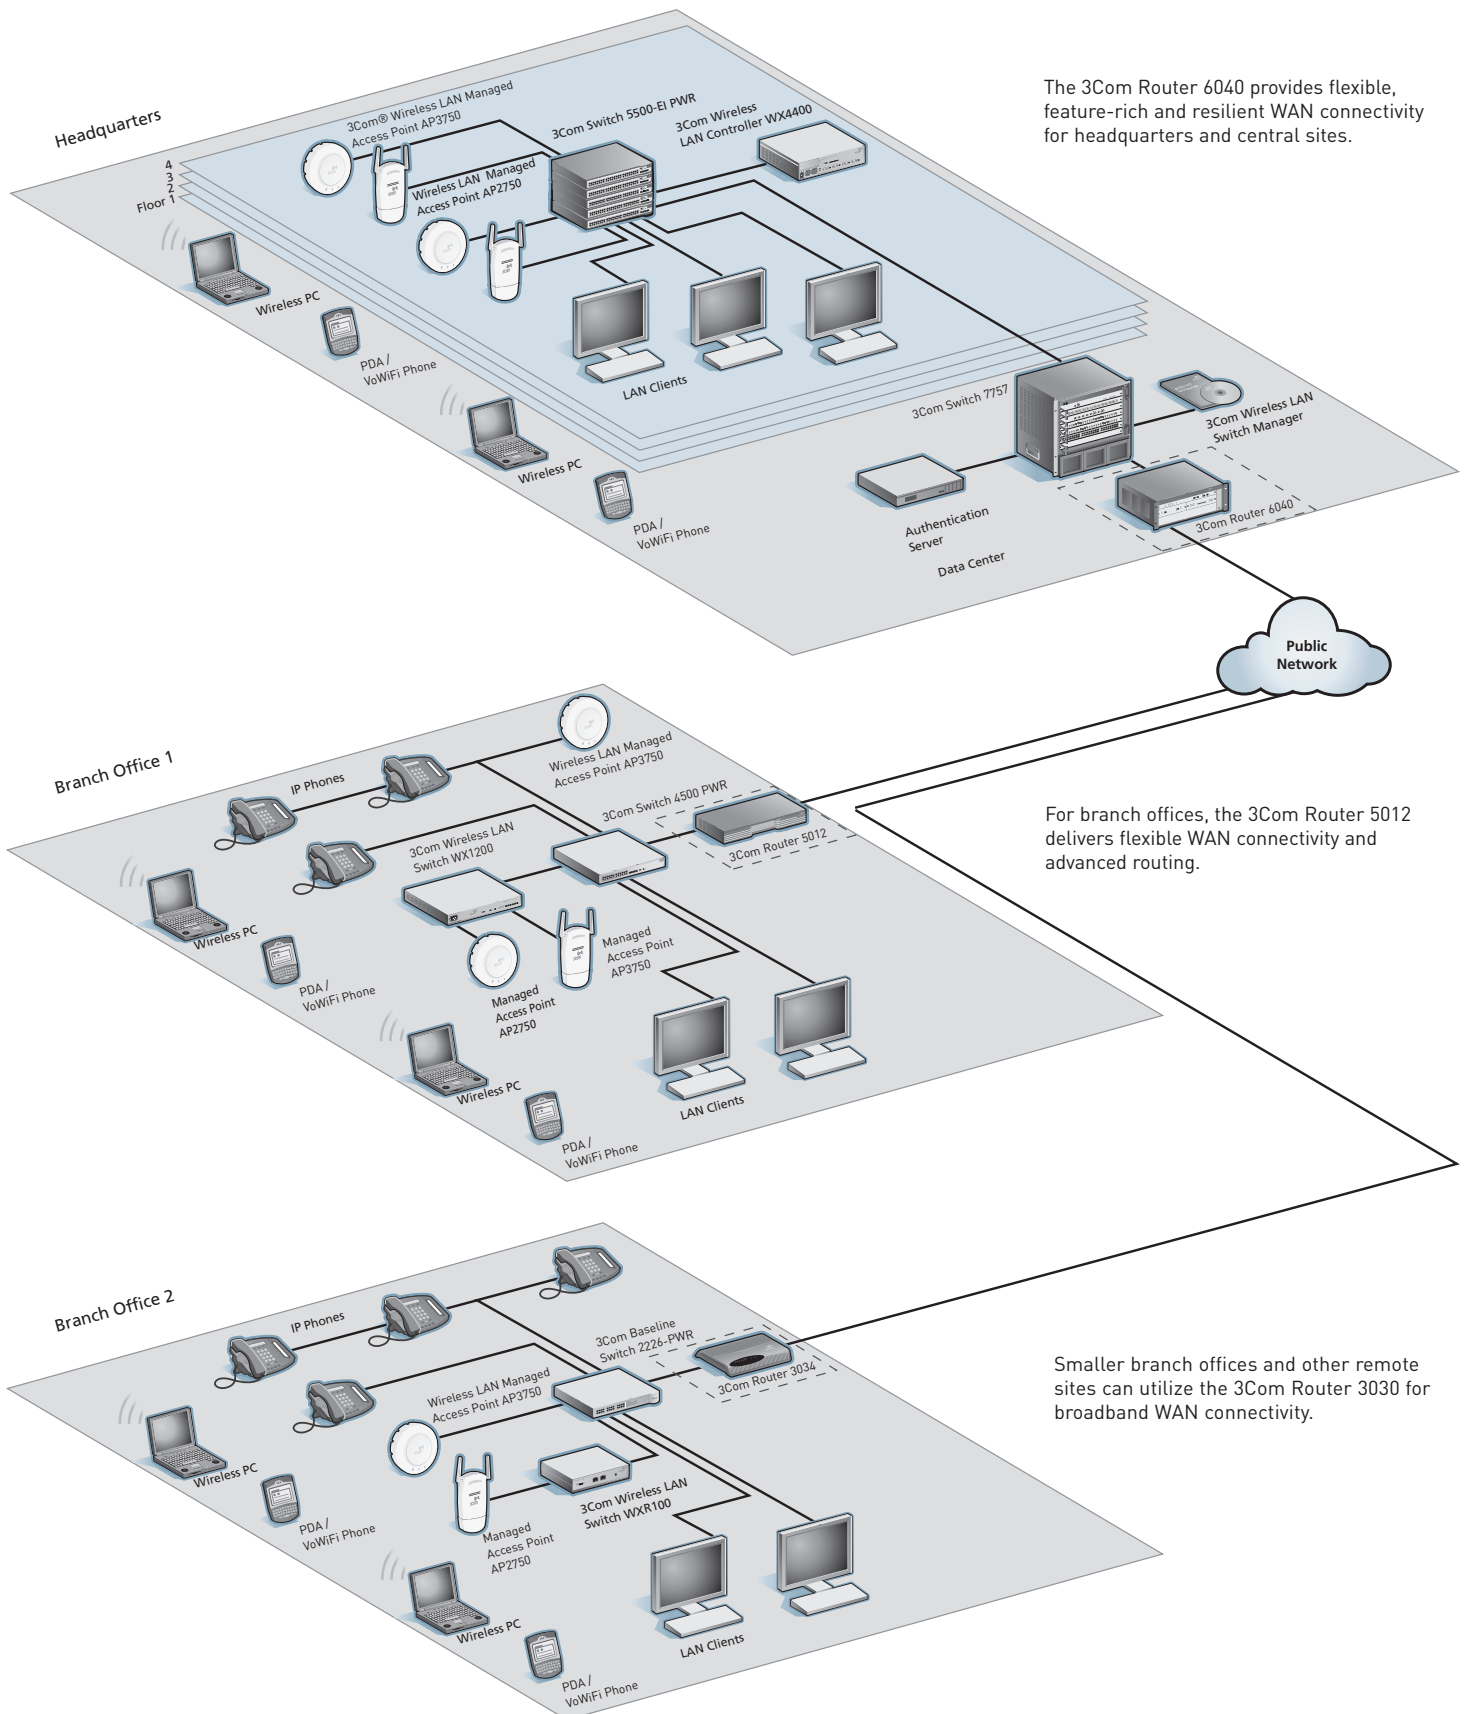 Headquarters
3Com® Wireless LAN Managed
Access Point AP3750
3Com Switch 5500-EI PWR
3Com Wireless
LAN Controller WX4400
The 3Com Router 6040 provides flexible,
feature-rich and resilient WAN connectivity
for headquarters and central sites.
4
3
2
Floor 1
Wireless LAN Managed
Access Point AP2750
Wireless PC
PDA /
VoWiFi Phone
LAN Clients
3Com Switch 7757
3Com Wireless LAN
Switch Manager
Wireless PC
PDA /
VoWiFi Phone
Authentication
Server
3Com Router 6040
Data Center
Public
Network
Branch Office 1
IP Phones
Wireless LAN Managed
Access Point AP3750
3Com Switch 4500 PWR
3Com Router 5012
3Com Wireless LAN
Switch WX1200
For branch offices, the 3Com Router 5012
delivers flexible WAN connectivity and
advanced routing.
Wireless PC
PDA /
VoWiFi Phone
Managed
Access Point
AP3750
Managed
Access Point
AP2750
Wireless PC
PDA /
VoWiFi Phone
LAN Clients
Branch Office 2
IP Phones
3Com Baseline
Switch 2226-PWR
3Com Router 3034
Wireless LAN Managed
Access Point AP3750
Smaller branch offices and other remote
sites can utilize the 3Com Router 3030 for
broadband WAN connectivity.
Wireless PC
PDA /
VoWiFi Phone
3Com Wireless LAN
Switch WXR100
Managed
Access Point
AP2750
Wireless PC
PDA /
VoWiFi Phone
LAN Clients